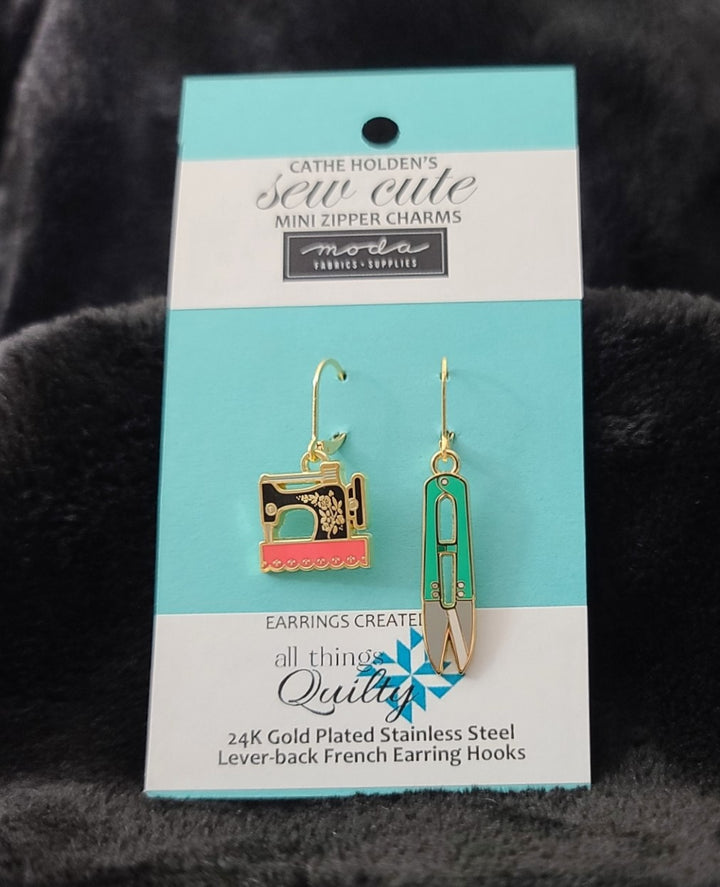 CATHE HOLDEN'S
sew cute
MINI ZIPPER CHARMS
moda
FABRICS • SUPPLIES
EARRINGS CREATED
all things
Quilty
24K Gold Plated Stainless Steel
Lever-back French Earring Hooks